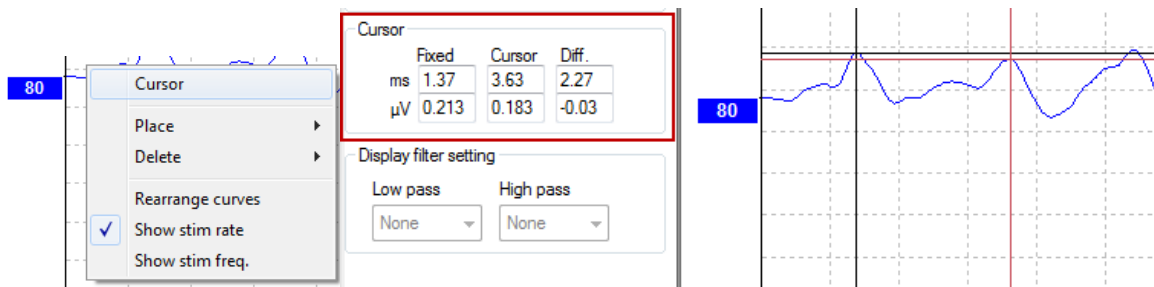 80
Cursor
Place
Delete
Rearrange curves
Show stim rate
Show stim freq.
Cursor
Fixed Cursor Diff.
ms 1.37 3.63 2.27
µV 0.213 0.183 -0.03
Display filter setting
Low pass High pass
None None
80